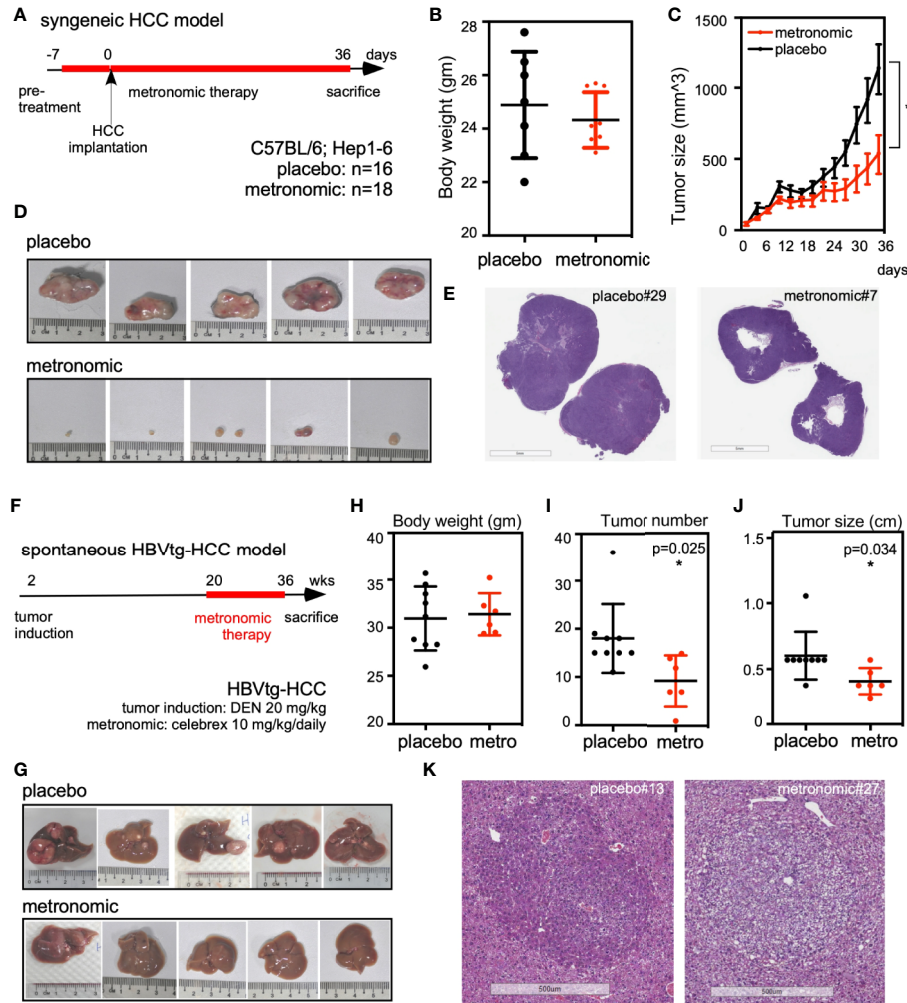 A
syngeneic HCC model
-7 0 36 days
pre-
treatment
metronomic therapy
sacrifice
HCC
implantation
C57BL/6; Hep1-6
placebo: n=16
metronomic: n=18
B
Body weight (gm)
28
26
24
22
20
placebo metronomic
C
Tumor size (mm^3)
1500
1000
500
0
metronomic
placebo
0 6 12 18 24 30 36
days
D
placebo
metronomic
E
placebo#29
metronomic#7
F
spontaneous HBVtg-HCC model
2 20 36 wks
tumor
induction
metronomic
therapy
sacrifice
HBVtg-HCC
tumor induction: DEN 20 mg/kg
metronomic: celebrex 10 mg/kg/daily
G
placebo
metronomic
H
Body weight (gm)
40
35
30
25
20
placebo metro
I
Tumor number
40
30
20
10
0
p=0.025
*
placebo metro
J
Tumor size (cm)
1.5
1.0
0.5
0
p=0.034
*
placebo metro
K
placebo#13
500um
metronomic#27
500um